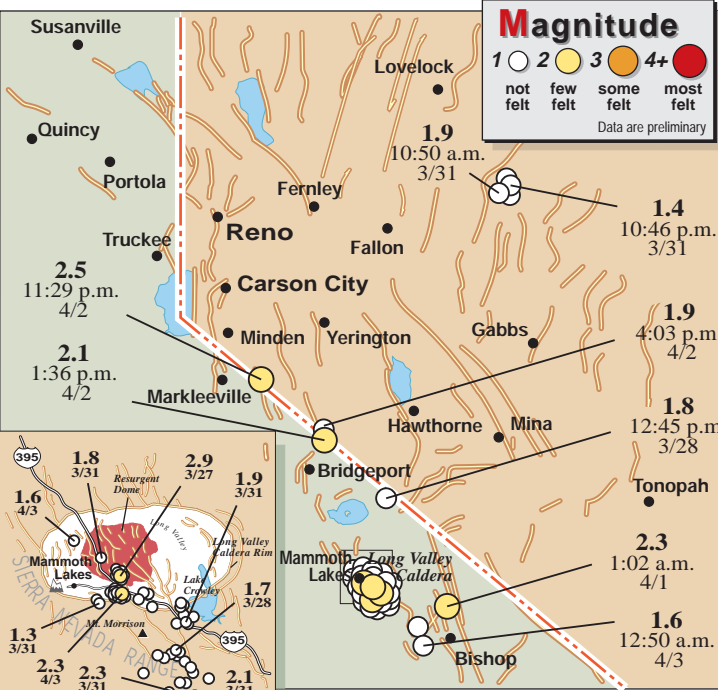 Magnitude
1 2 3 4+
not felt
few felt
some felt
most felt
Data are preliminary
Susanville
Lovelock
Quincy
Portola
1.9
10:50 a.m.
3/31
Fernley
Reno
Truckee
Fallon
1.4
10:46 p.m.
3/31
2.5
11:29 p.m.
4/2
Carson City
Minden
Yerington
Gabbs
1.9
4:03 p.m
4/2
2.1
1:36 p.m.
4/2
Markleeville
Hawthorne
Mina
1.8
12:45 p.m
3/28
Bridgeport
Tonopah
Mammoth
Lakes
Long Valley
Caldera
2.3
1:02 a.m.
4/1
1.6
12:50 a.m.
4/3
Bishop
395
1.8
3/31
Resurgent
Dome
2.9
3/27
1.9
3/31
1.6
4/3
Long Valley
Long Valley
Caldera Rim
Mammoth
Lakes
Lake
Crowley
1.7
3/28
SIERRA NEVADA RANGE
Mt. Morrison
395
1.3
3/31
2.3
4/3
2.3
3/31
2.1
3/31